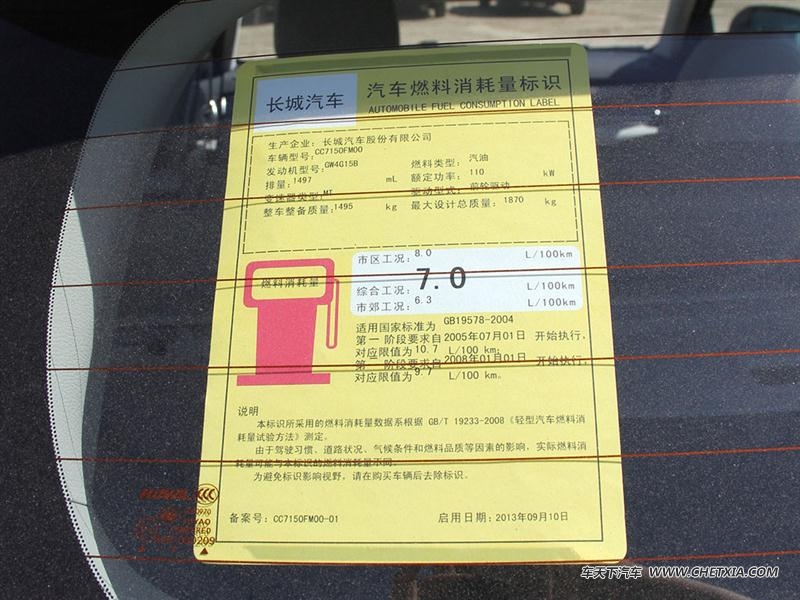 长城汽车
汽车燃料消耗量标识
AUTOMOBILE FUEL CONSUMPTION LABEL
生产企业: 长城汽车股份有限公司
车辆型号: CC7150FM00
发动机型号: GW4G15B 燃料类型: 汽油
排量: 1497 mL 额定功率: 110 kW
变速器类型: MT 驱动型式: 前轮驱动
整车整备质量: 1495 kg 最大设计总质量: 1870 kg
燃料消耗量
市区工况: 8.0 L/100km
综合工况: 7.0 L/100km
市郊工况: 6.3 L/100km
适用国家标准为 GB19578-2004
第一 阶段要求自2005年07月01日 开始执行,
对应限值为10.7 L/100 km;
第二 阶段要求自2008年01月01日 开始执行,
对应限值为9.7 L/100 km。
说明
本标识所采用的燃料消耗量数据系根据 GB/T 19233-2008《轻型汽车燃料消
耗量试验方法》测定。
由于驾驶习惯、道路状况、气候条件和燃料品质等因素的影响, 实际燃料消
耗量可能与本标识的燃料消耗量不同。
为避免标识影响视野, 请在购买车辆后去除标识。
备案号: CC7150FM00-01 启用日期: 2013年09月10日
车天下汽车 WWW.CHETXIA.COM